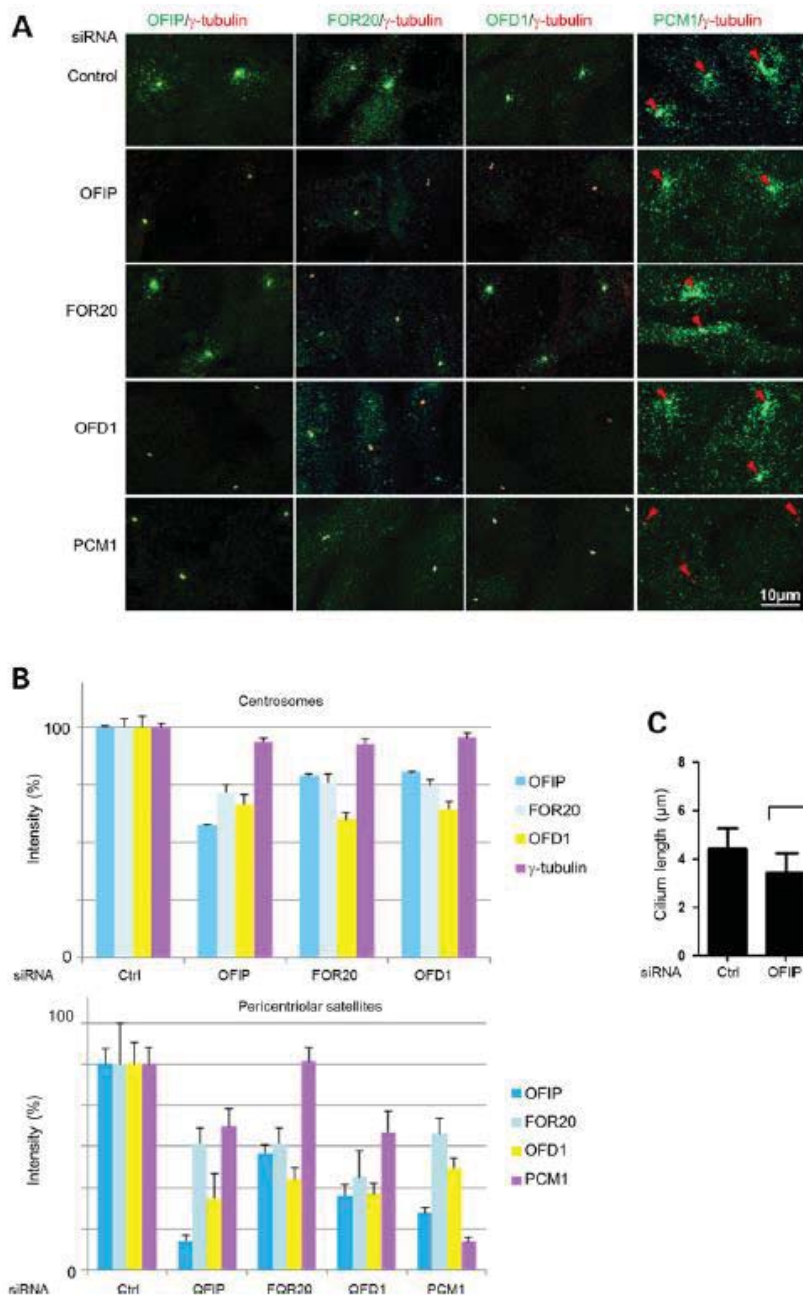 A
OFIP/γ-tubulin FOR20/γ-tubulin OFD1/γ-tubulin PCM1/γ-tubulin
siRNA
Control
OFIP
FOR20
OFD1
PCM1
10μm
B
Centrosomes
100
Intensity (%)
0
OFIP
FOR20
OFD1
γ-tubulin
siRNA Ctrl OFIP FOR20 OFD1
Pericentriolar satellites
100
Intensity (%)
0
OFIP
FOR20
OFD1
PCM1
siRNA Ctrl OFIP FOR20 OFD1 PCM1
C
Cilium length (μm)
8
6
4
2
0
siRNA Ctrl OFIP